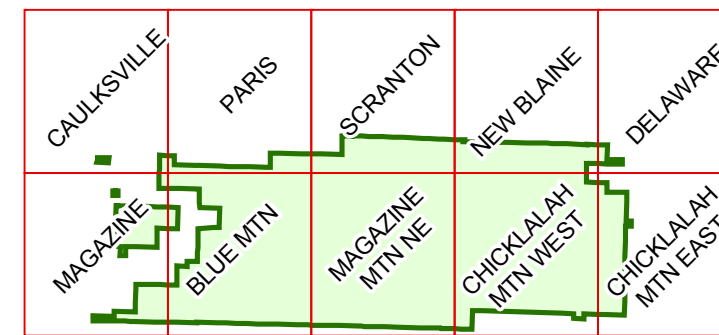 CAULKSVILLE
PARIS
SCRANTON
NEW BLAINE
DELAWARE
MAGAZINE
BLUE MTN
MAGAZINE
MTN NE
CHICKLALAH
MTN WEST
CHICKLALAH
MTN EAST